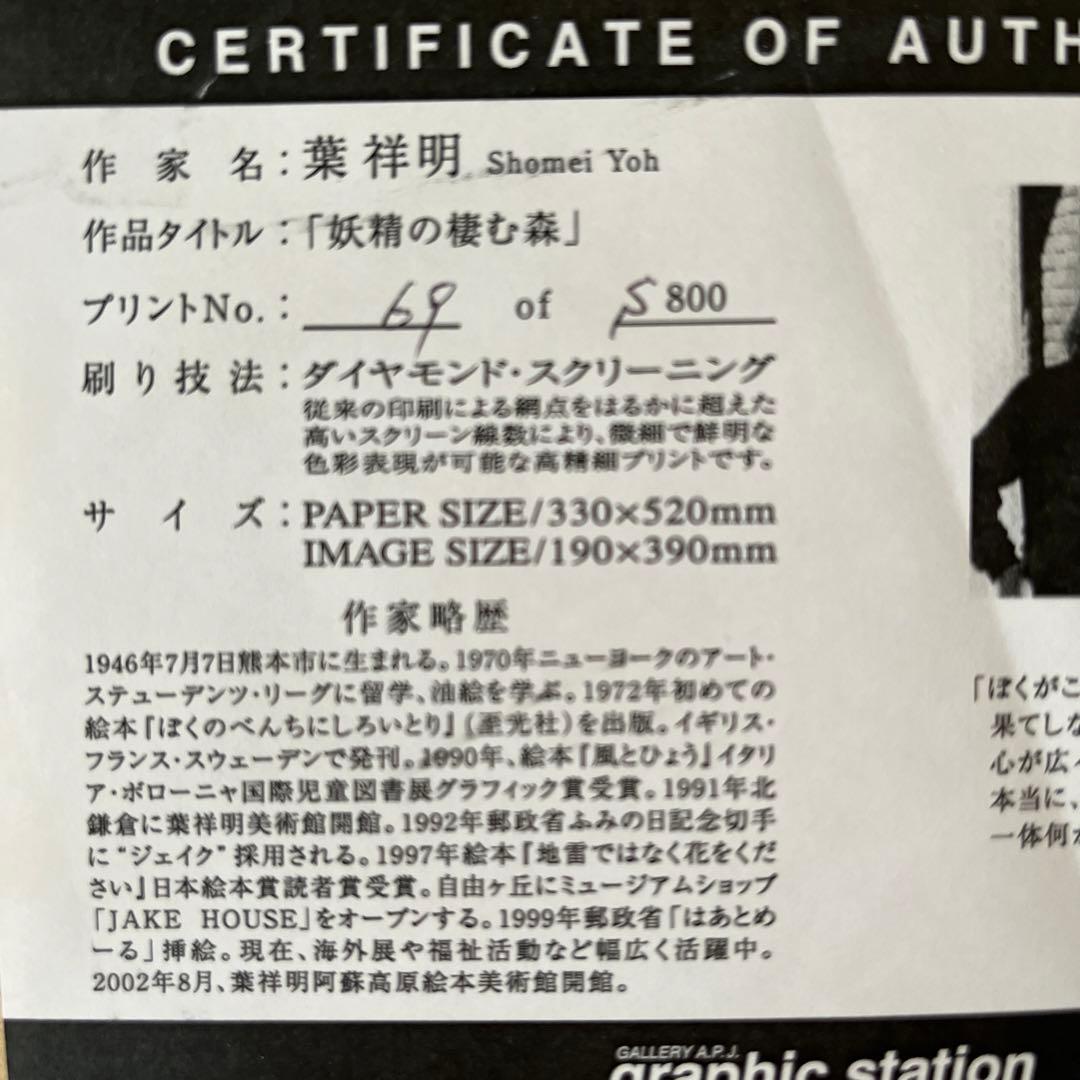 CERTIFICATE OF AUTH
作家名：葉祥明 Shomei Yoh
作品タイトル：「妖精の棲む森」
プリントNo.： 69 of S 800
刷り技法：ダイヤモンド・スクリーニング
従来の印刷による網点をはるかに超えた
高いスクリーン線数により、微細で鮮明な
色彩表現が可能な高精細プリントです。
サイズ：PAPER SIZE/330×520mm
IMAGE SIZE/190×390mm
作家略歴
1946年7月7日熊本市に生まれる。1970年ニューヨークのアート・
ステューデンツ・リーグに留学、油絵を学ぶ。1972年初めての
絵本『ぼくのべんちにしろいとり』（至光社）を出版。イギリス・
フランス・スウェーデンで発刊。1990年、絵本『風とひょう』イタリ
ア・ボローニャ国際児童図書展グラフィック賞受賞。1991年北
鎌倉に葉祥明美術館開館。1992年郵政省ふみの日記念切手
に“ジェイク”採用される。1997年絵本『地雷ではなく花をくだ
さい』日本絵本賞読者賞受賞。自由ヶ丘にミュージアムショップ
「JAKE HOUSE」をオープンする。1999年郵政省「はあとめ
ーる」挿絵。現在、海外展や福祉活動など幅広く活躍中。
2002年8月、葉祥明阿蘇高原絵本美術館開館。
「ぼくがこ
果てしな
心が広
本当に、
一体何か
GALLERY A.P.J.
graphic station